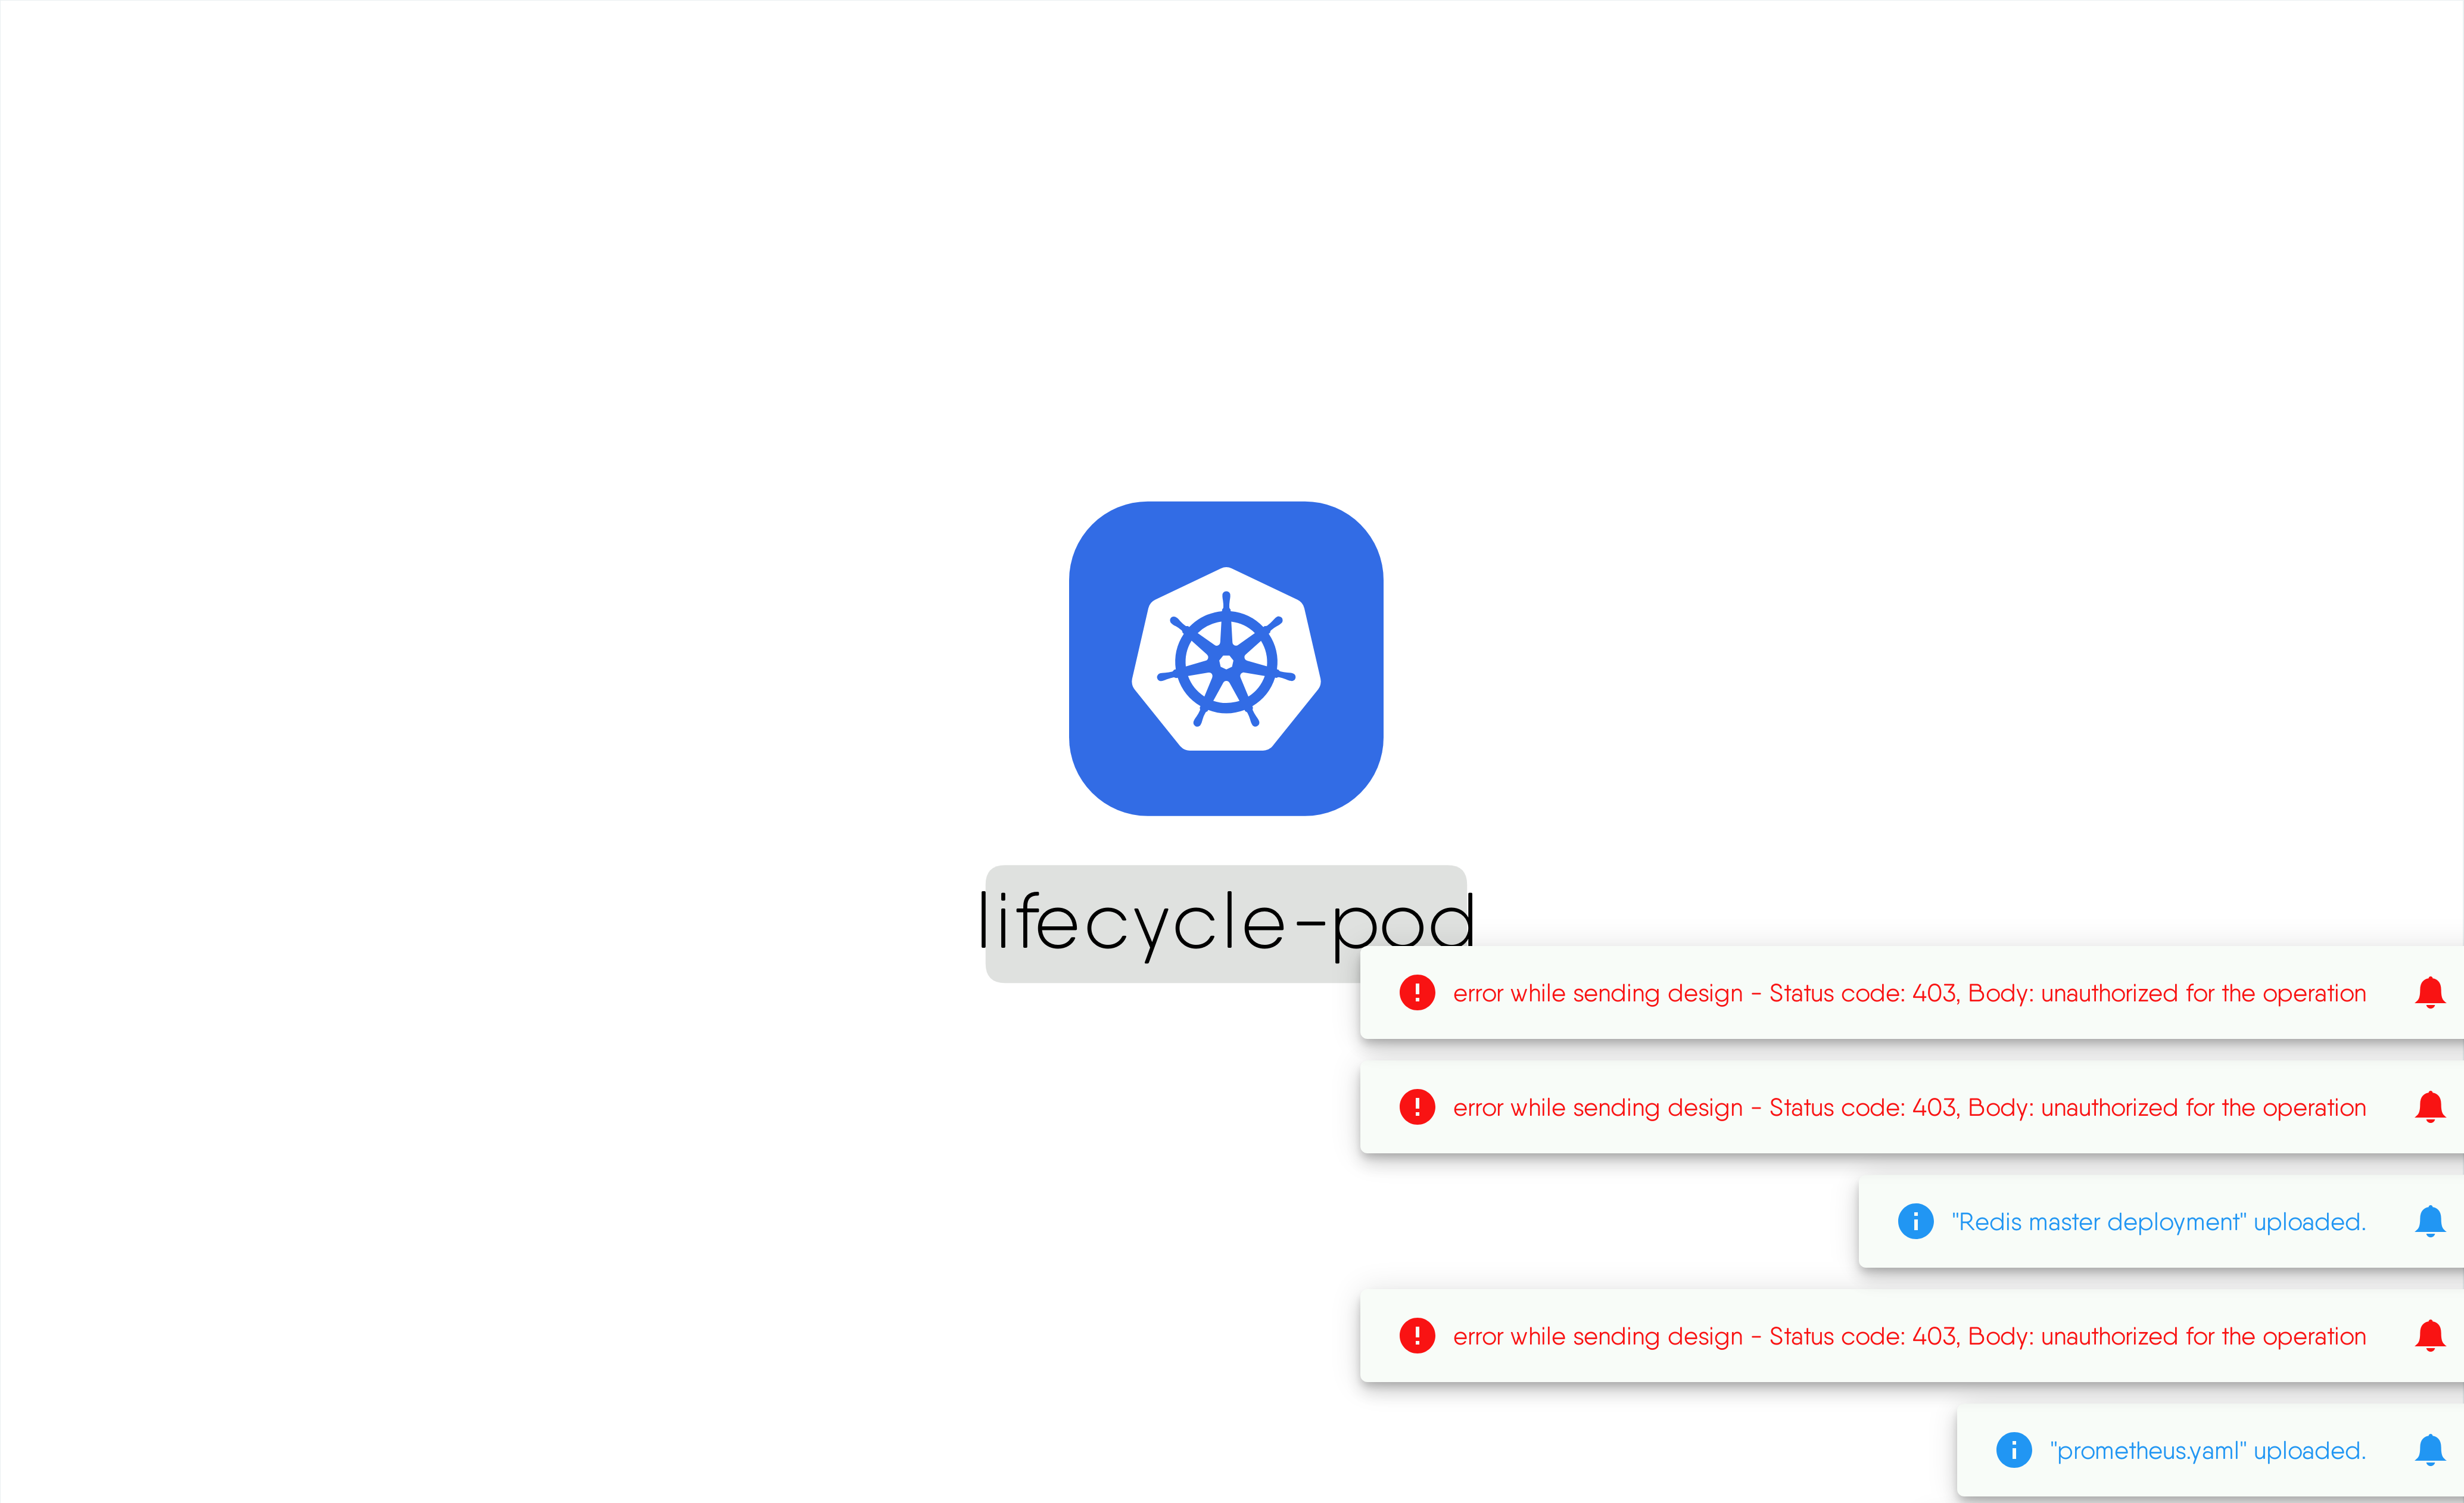 lifecycle-pod
error while sending design - Status code: 403, Body: unauthorized for the operation
error while sending design - Status code: 403, Body: unauthorized for the operation
"Redis master deployment" uploaded.
error while sending design - Status code: 403, Body: unauthorized for the operation
"prometheus.yaml" uploaded.